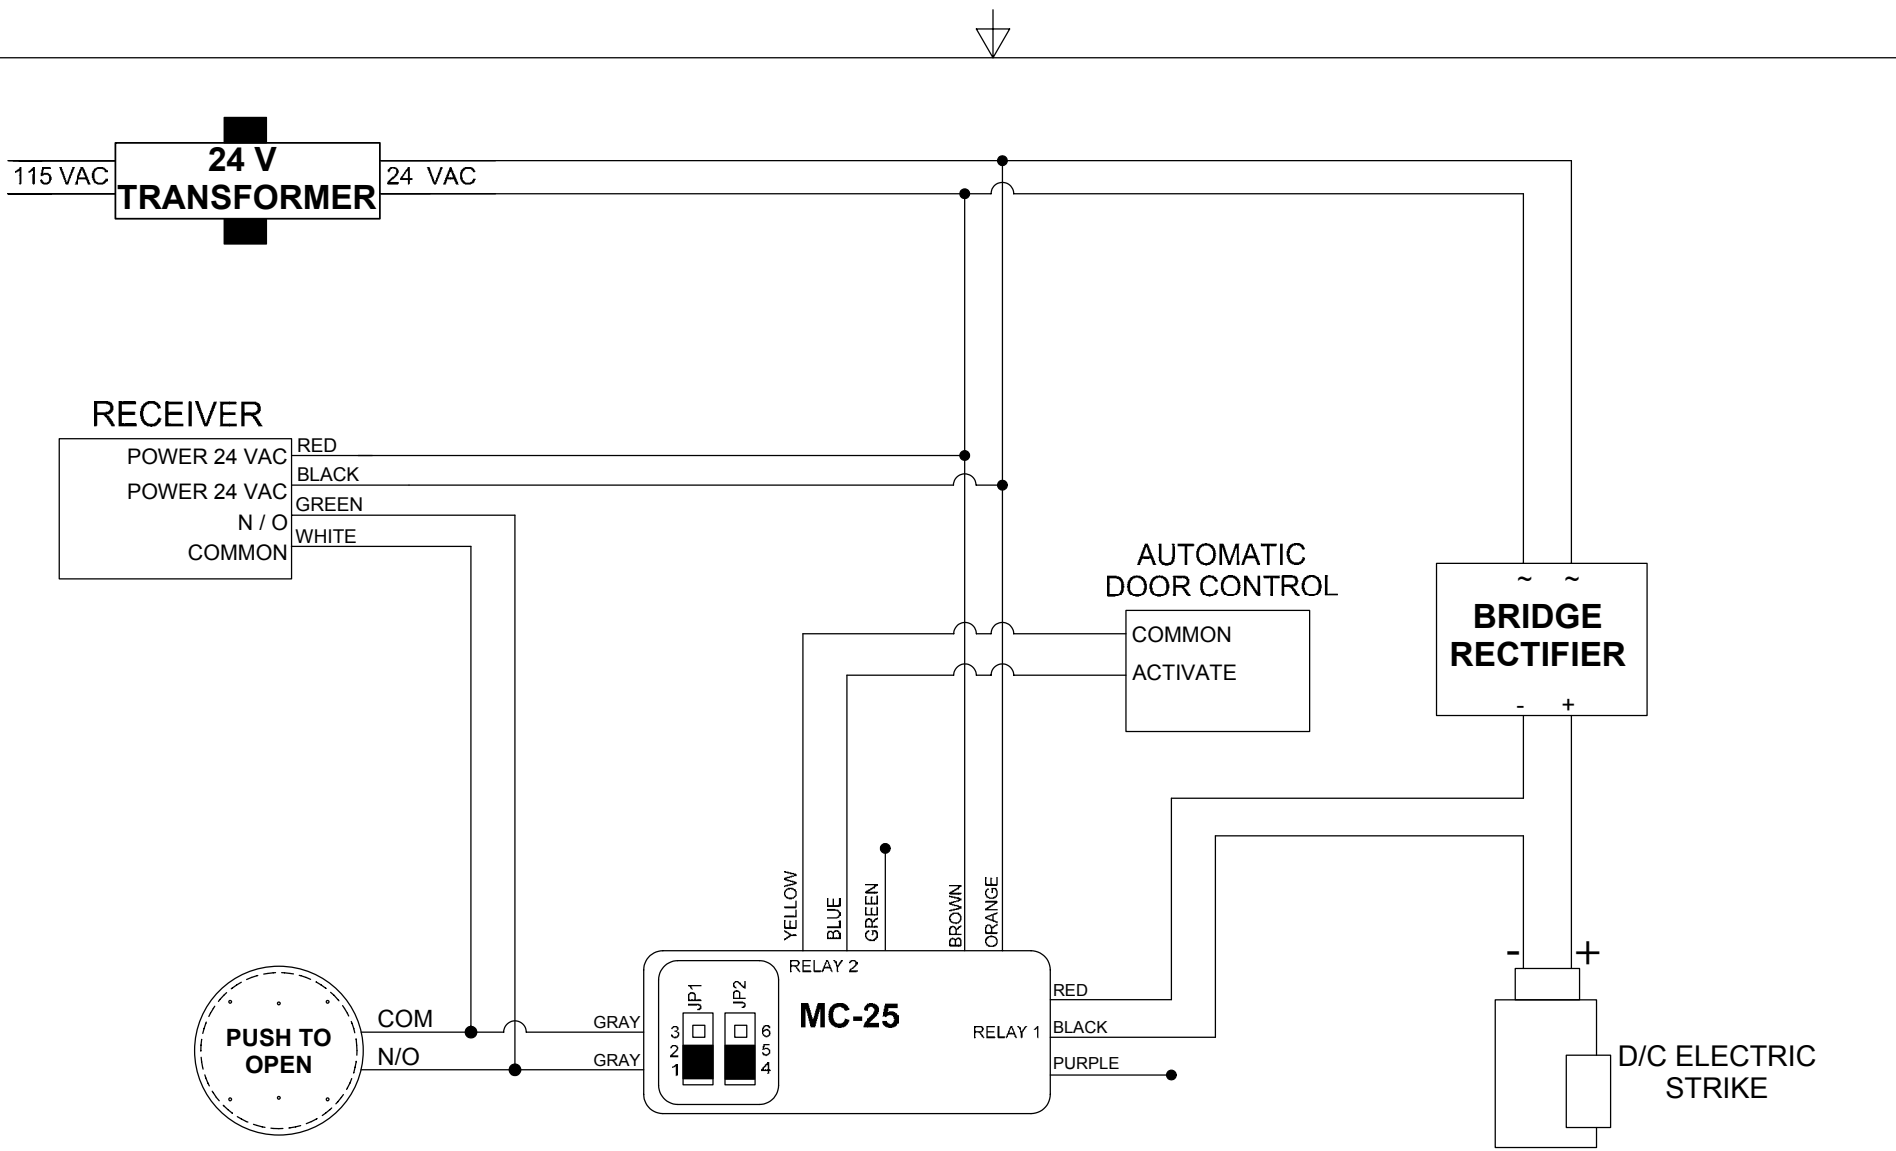 115 VAC
24 V
TRANSFORMER
24 VAC
RECEIVER
POWER 24 VAC
RED
POWER 24 VAC
BLACK
N / O
GREEN
COMMON
WHITE
AUTOMATIC
DOOR CONTROL
COMMON
ACTIVATE
~ ~
BRIDGE
RECTIFIER
- +
YELLOW
BLUE
GREEN
BROWN
ORANGE
PUSH TO
OPEN
COM
N/O
GRAY
GRAY
JP1
JP2
3
2
1
6
5
4
RELAY 2
MC-25
RELAY 1
RED
BLACK
PURPLE
- +
D/C ELECTRIC
STRIKE